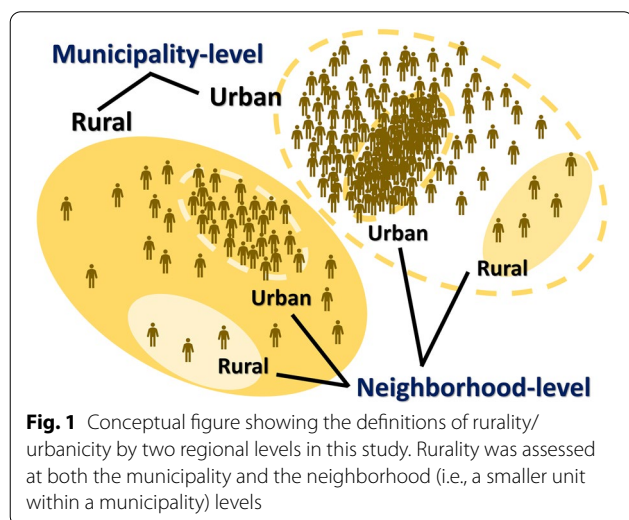 Municipality-level
Urban
Rural
Urban
Rural
Urban
Rural
Neighborhood-level
Fig. 1 Conceptual figure showing the definitions of rurality/
urbanicity by two regional levels in this study. Rurality was assessed
at both the municipality and the neighborhood (i.e., a smaller unit
within a municipality) levels